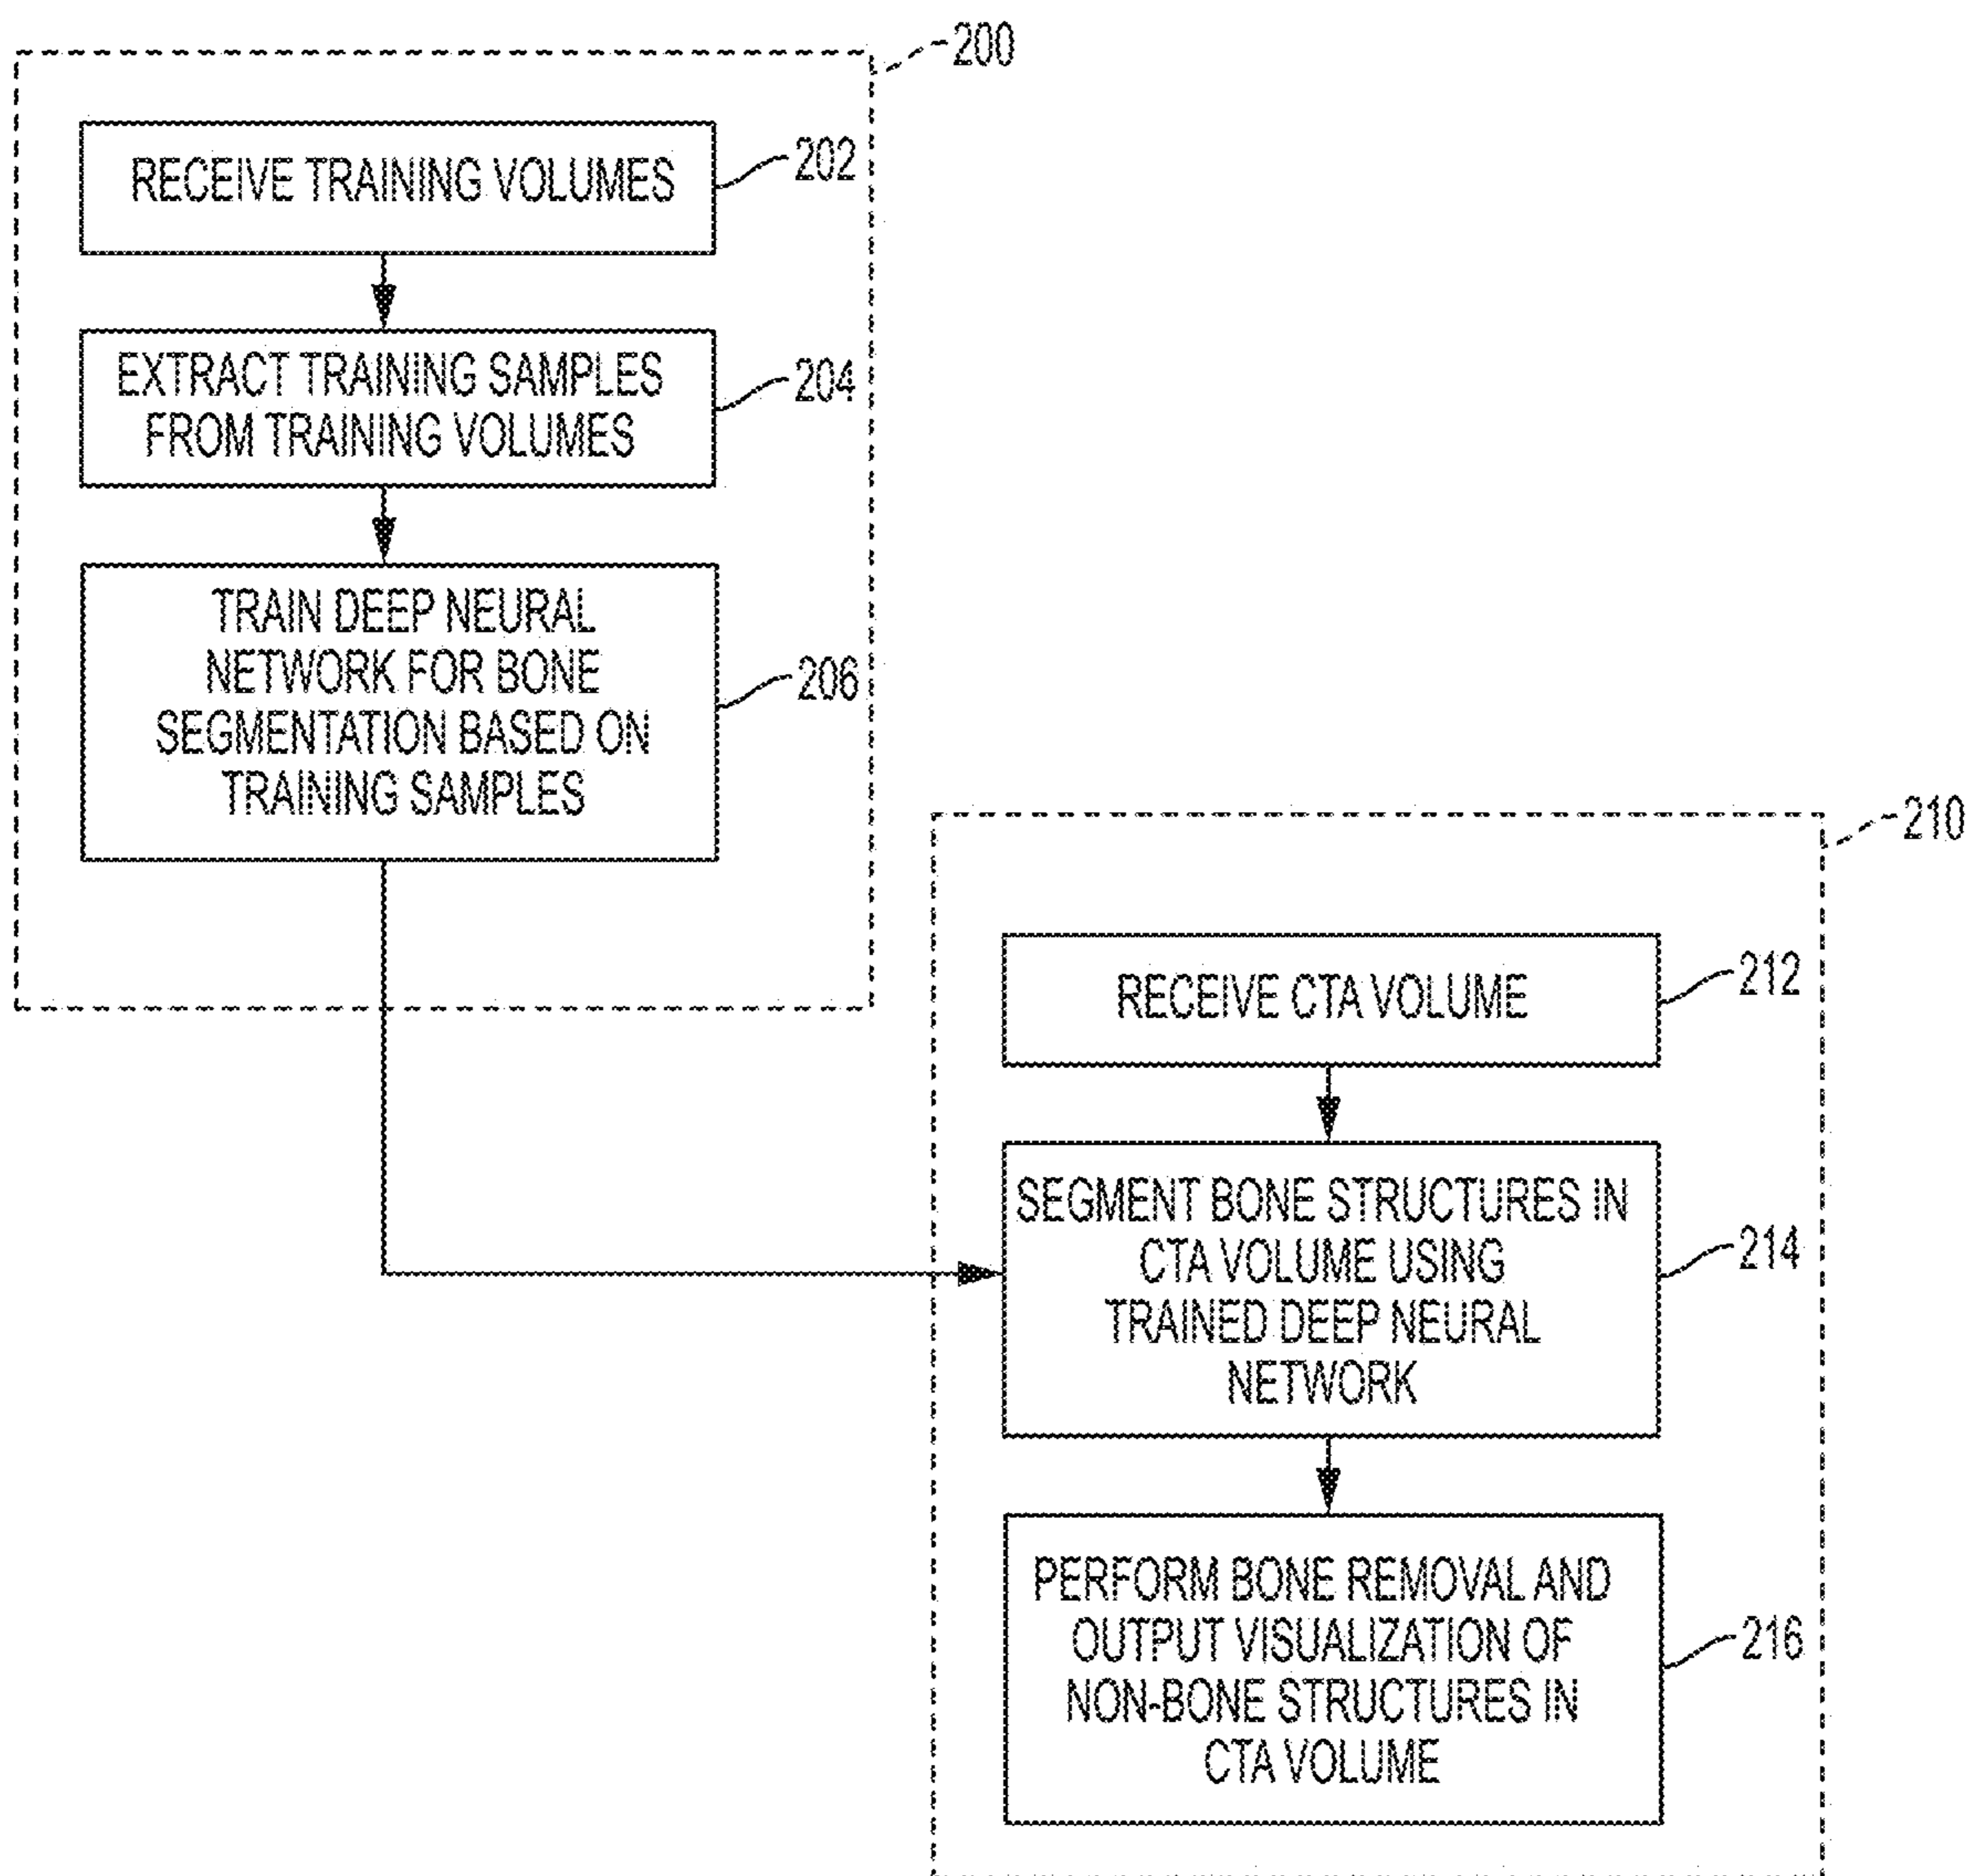 200
RECEIVE TRAINING VOLUMES
202
EXTRACT TRAINING SAMPLES
FROM TRAINING VOLUMES
204
TRAIN DEEP NEURAL
NETWORK FOR BONE
SEGMENTATION BASED ON
TRAINING SAMPLES
206
210
RECEIVE CTA VOLUME
212
SEGMENT BONE STRUCTURES IN
CTA VOLUME USING
TRAINED DEEP NEURAL
NETWORK
214
PERFORM BONE REMOVAL AND
OUTPUT VISUALIZATION OF
NON-BONE STRUCTURES IN
CTA VOLUME
216